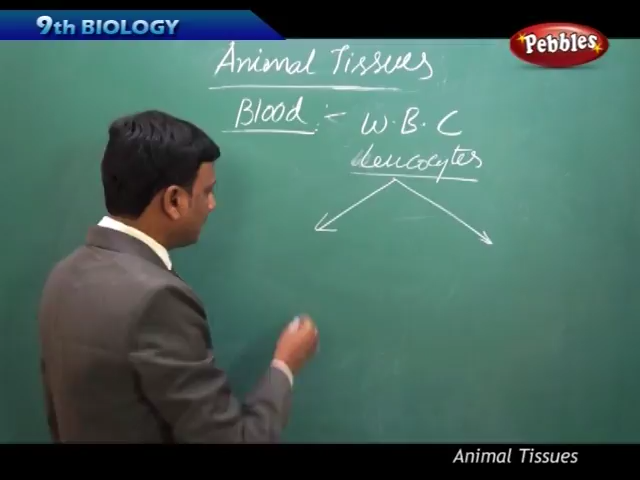 9th BIOLOGY
Pebbles
Animal Tissues
Blood :- W.B.C
Leucocytes
Animal Tissues